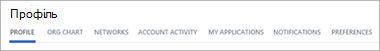 Профіль
PROFILE ORG CHART NETWORKS ACCOUNT ACTIVITY MY APPLICATIONS NOTIFICATIONS PREFERENCES